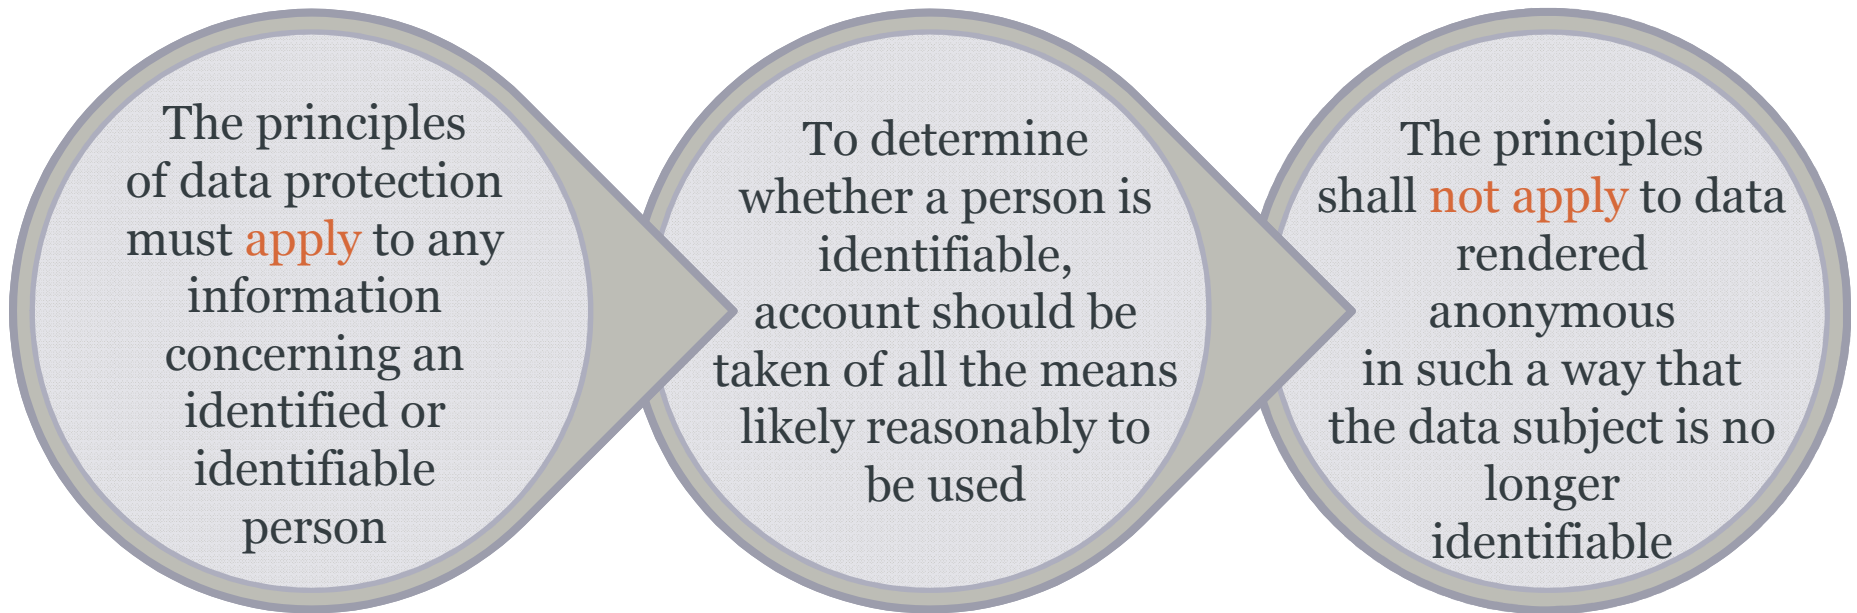 The principles
of data protection
must apply to any
information
concerning an
identified or
identifiable
person
To determine
whether a person is
identifiable,
account should be
taken of all the means
likely reasonably to
be used
The principles
shall not apply to data
rendered
anonymous
in such a way that
the data subject is no
longer
identifiable